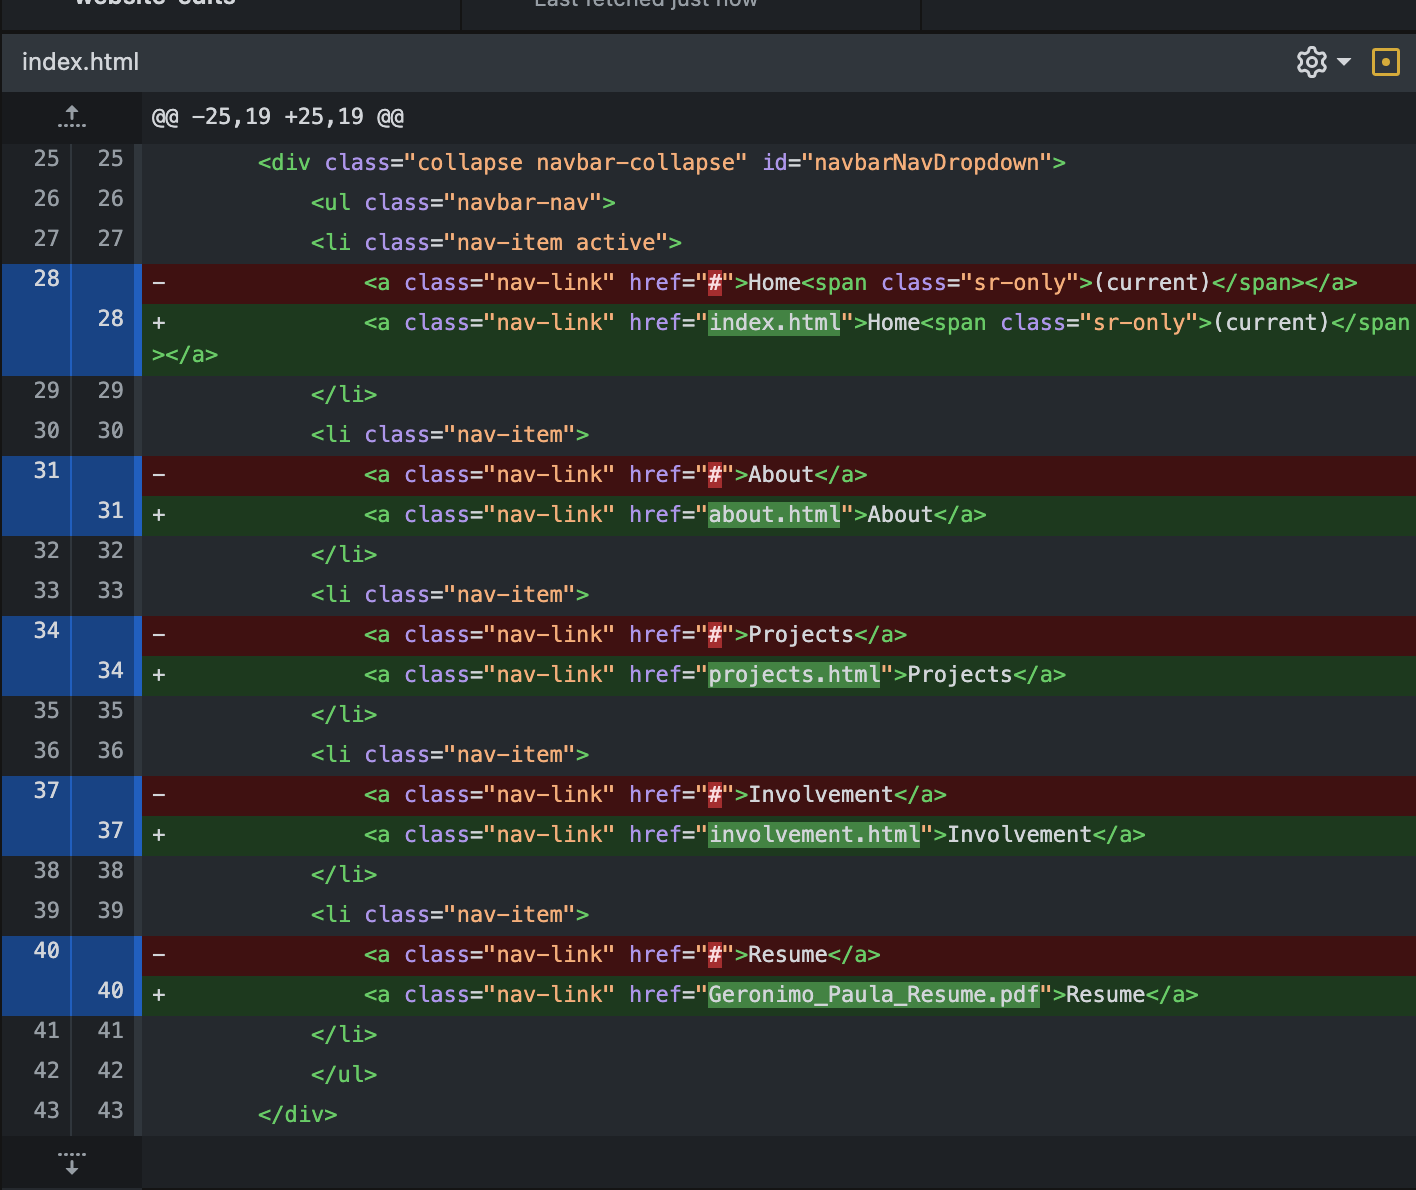 website-edits
Last fetched just now
index.html
@@ -25,19 +25,19 @@
25 25 <div class="collapse navbar-collapse" id="navbarNavDropdown">
26 26 <ul class="navbar-nav">
27 27 <li class="nav-item active">
28 - <a class="nav-link" href="#">Home<span class="sr-only">(current)</span></a>
28 + <a class="nav-link" href="index.html">Home<span class="sr-only">(current)</span
></a>
29 29 </li>
30 30 <li class="nav-item">
31 - <a class="nav-link" href="#">About</a>
31 + <a class="nav-link" href="about.html">About</a>
32 32 </li>
33 33 <li class="nav-item">
34 - <a class="nav-link" href="#">Projects</a>
34 + <a class="nav-link" href="projects.html">Projects</a>
35 35 </li>
36 36 <li class="nav-item">
37 - <a class="nav-link" href="#">Involvement</a>
37 + <a class="nav-link" href="involvement.html">Involvement</a>
38 38 </li>
39 39 <li class="nav-item">
40 - <a class="nav-link" href="#">Resume</a>
40 + <a class="nav-link" href="Geronimo_Paula_Resume.pdf">Resume</a>
41 41 </li>
42 42 </ul>
43 43 </div>